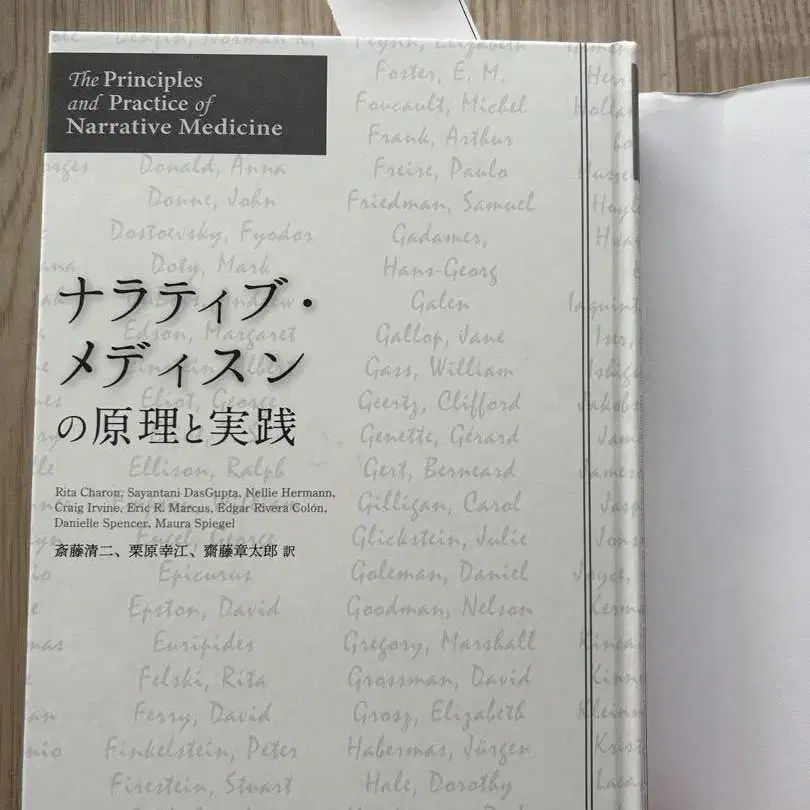 The Principles
and Practice of
Narrative Medicine
ナラティブ・
メディスン
の原理と実践
Rita Charon, Sayantani DasGupta, Nellie Hermann,
Craig Irvine, Eric R. Marcus, Edgar Rivera Colón,
Danielle Spencer, Maura Spiegel
斎藤清二、栗原幸江、齋藤章太郎 訳
Donald, Anna
Donne, John
Dostoevsky, Fyodor
Doty, Mark
Edson, Margaret
Eliot, George
Ellison, Ralph
Engel, George
Epicurus
Epston, David
Euripides
Felski, Rita
Ferry, David
Finkelstein, Peter
Firestein, Stuart
Foster, E. M.
Foucault, Michel
Frank, Arthur
Freire, Paulo
Friedman, Samuel
Gadamer,
Hans-Georg
Galen
Gallop, Jane
Gass, William
Geertz, Clifford
Genette, Gérard
Gert, Berneard
Gilligan, Carol
Glickstein, Julie
Goleman, Daniel
Goodman, Nelson
Gregory, Marshall
Grossman, David
Grosz, Elizabeth
Habermas, Jürgen
Hale, Dorothy